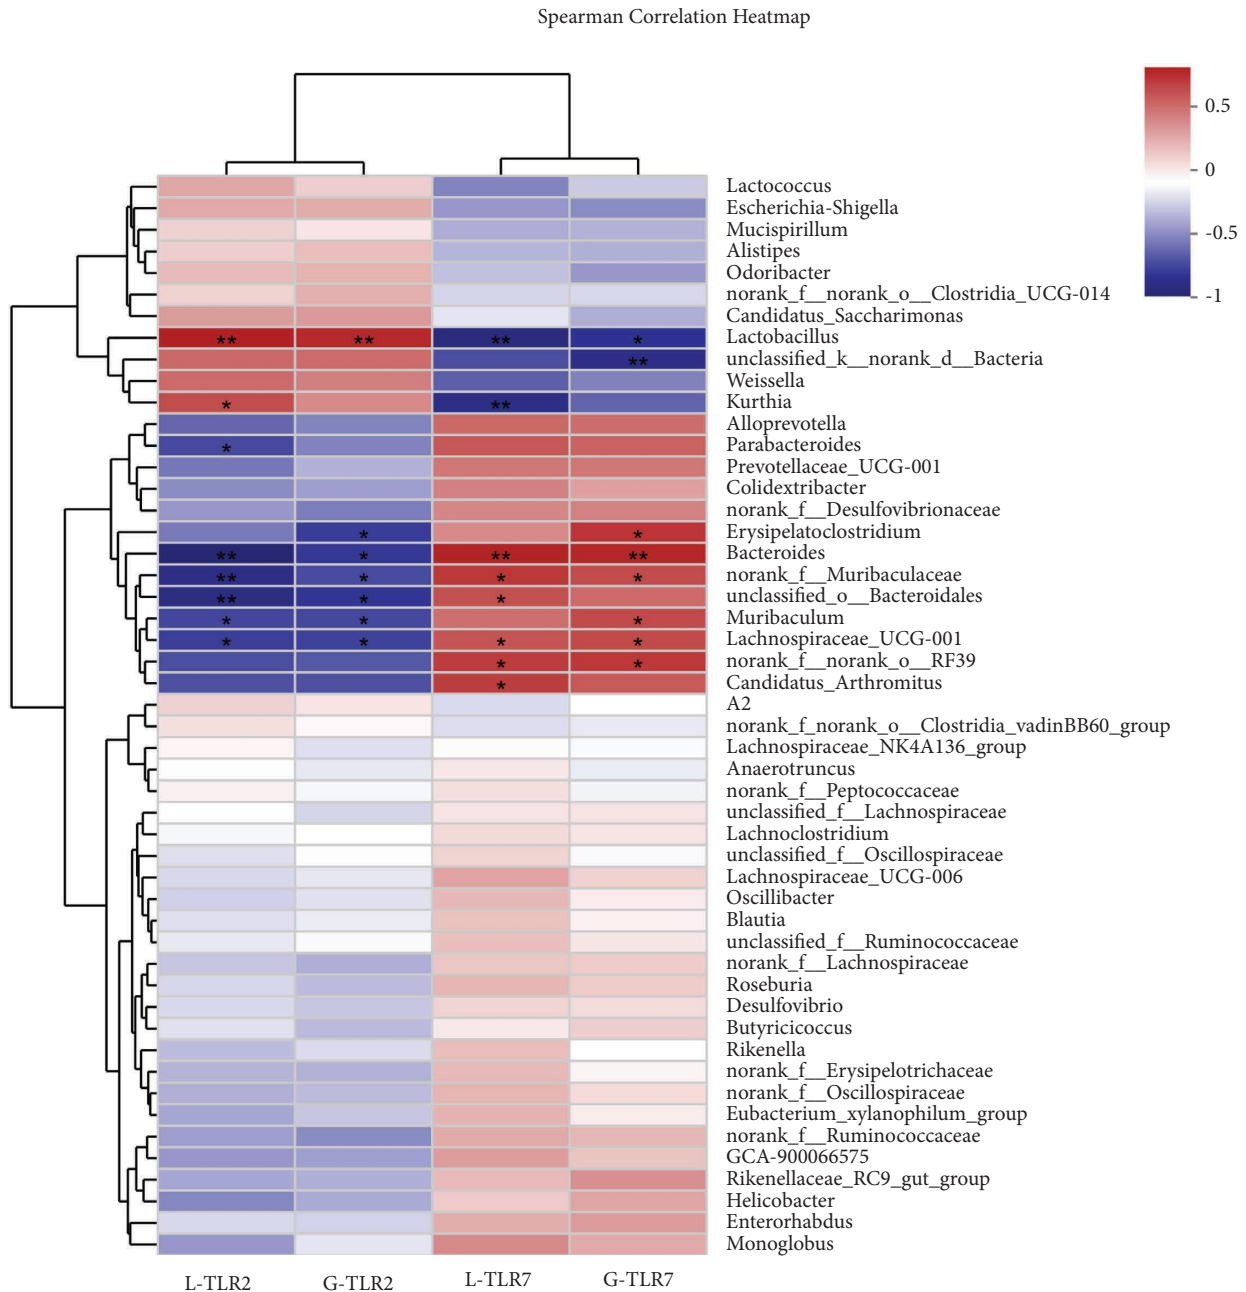 Spearman Correlation Heatmap
0.5
0
-0.5
-1
Lactococcus
Escherichia-Shigella
Mucispirillum
Alistipes
Odoribacter
norank_f__norank_o__Clostridia_UCG-014
Candidatus_Saccharimonas
** ** ** * Lactobacillus
** unclassified_k__norank_d__Bacteria
Weissella
* ** Kurthia
Alloprevotella
* Parabacteroides
Prevotellaceae_UCG-001
Colidextribacter
norank_f__Desulfovibrionaceae
* * Erysipelatoclostridium
** * ** ** Bacteroides
** * * * norank_f__Muribaculaceae
** * * unclassified_o__Bacteroidales
* * * Muribaculum
* * * * Lachnospiraceae_UCG-001
* * norank_f__norank_o__RF39
* Candidatus_Arthromitus
A2
norank_f_norank_o__Clostridia_vadinBB60_group
Lachnospiraceae_NK4A136_group
Anaerotruncus
norank_f__Peptococcaceae
unclassified_f__Lachnospiraceae
Lachnoclostridium
unclassified_f__Oscillospiraceae
Lachnospiraceae_UCG-006
Oscillibacter
Blautia
unclassified_f__Ruminococcaceae
norank_f__Lachnospiraceae
Roseburia
Desulfovibrio
Butyricicoccus
Rikenella
norank_f__Erysipelotrichaceae
norank_f__Oscillospiraceae
Eubacterium_xylanophilum_group
norank_f__Ruminococcaceae
GCA-900066575
Rikenellaceae_RC9_gut_group
Helicobacter
Enterorhabdus
Monoglobus
L-TLR2 G-TLR2 L-TLR7 G-TLR7